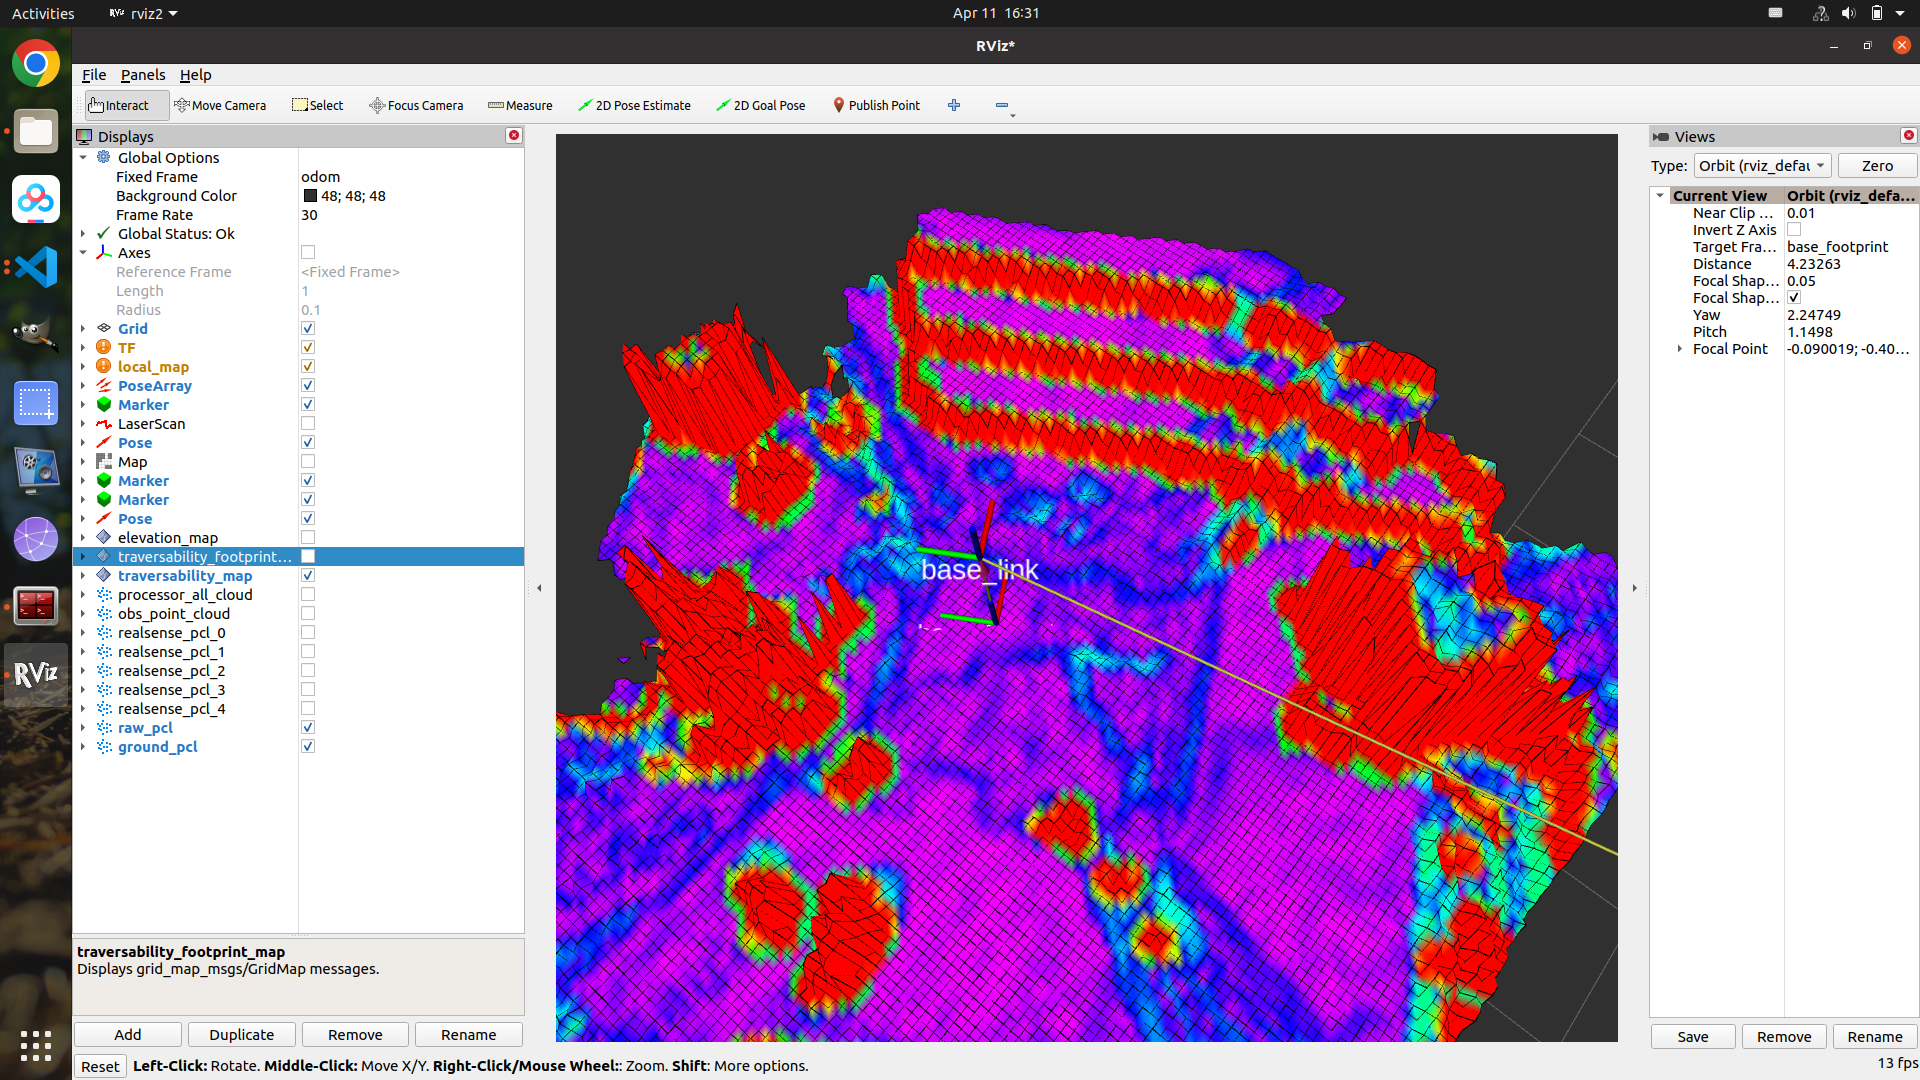 Activities
rviz2
Apr 11 16:31
RViz*
File Panels Help
Interact Move Camera Select Focus Camera Measure 2D Pose Estimate 2D Goal Pose Publish Point
Displays
Global Options
Fixed Frame odom
Background Color 48; 48; 48
Frame Rate 30
Global Status: Ok
Axes
Reference Frame <Fixed Frame>
Length 1
Radius 0.1
Grid
TF
local_map
PoseArray
Marker
LaserScan
Pose
Map
Marker
Marker
Pose
elevation_map
traversability_footprint...
traversability_map
processor_all_cloud
obs_point_cloud
realsense_pcl_0
realsense_pcl_1
realsense_pcl_2
realsense_pcl_3
realsense_pcl_4
raw_pcl
ground_pcl
traversability_footprint_map
Displays grid_map_msgs/GridMap messages.
Add Duplicate Remove Rename
Reset Left-Click: Rotate. Middle-Click: Move X/Y. Right-Click/Mouse Wheel:: Zoom. Shift: More options.
RViz
base_link
Views
Type: Orbit (rviz_defau Zero
Current View Orbit (rviz_defa...
Near Clip ... 0.01
Invert Z Axis
Target Fra... base_footprint
Distance 4.23263
Focal Shap... 0.05
Focal Shap...
Yaw 2.24749
Pitch 1.1498
Focal Point -0.090019; -0.40...
Save Remove Rename
13 fps